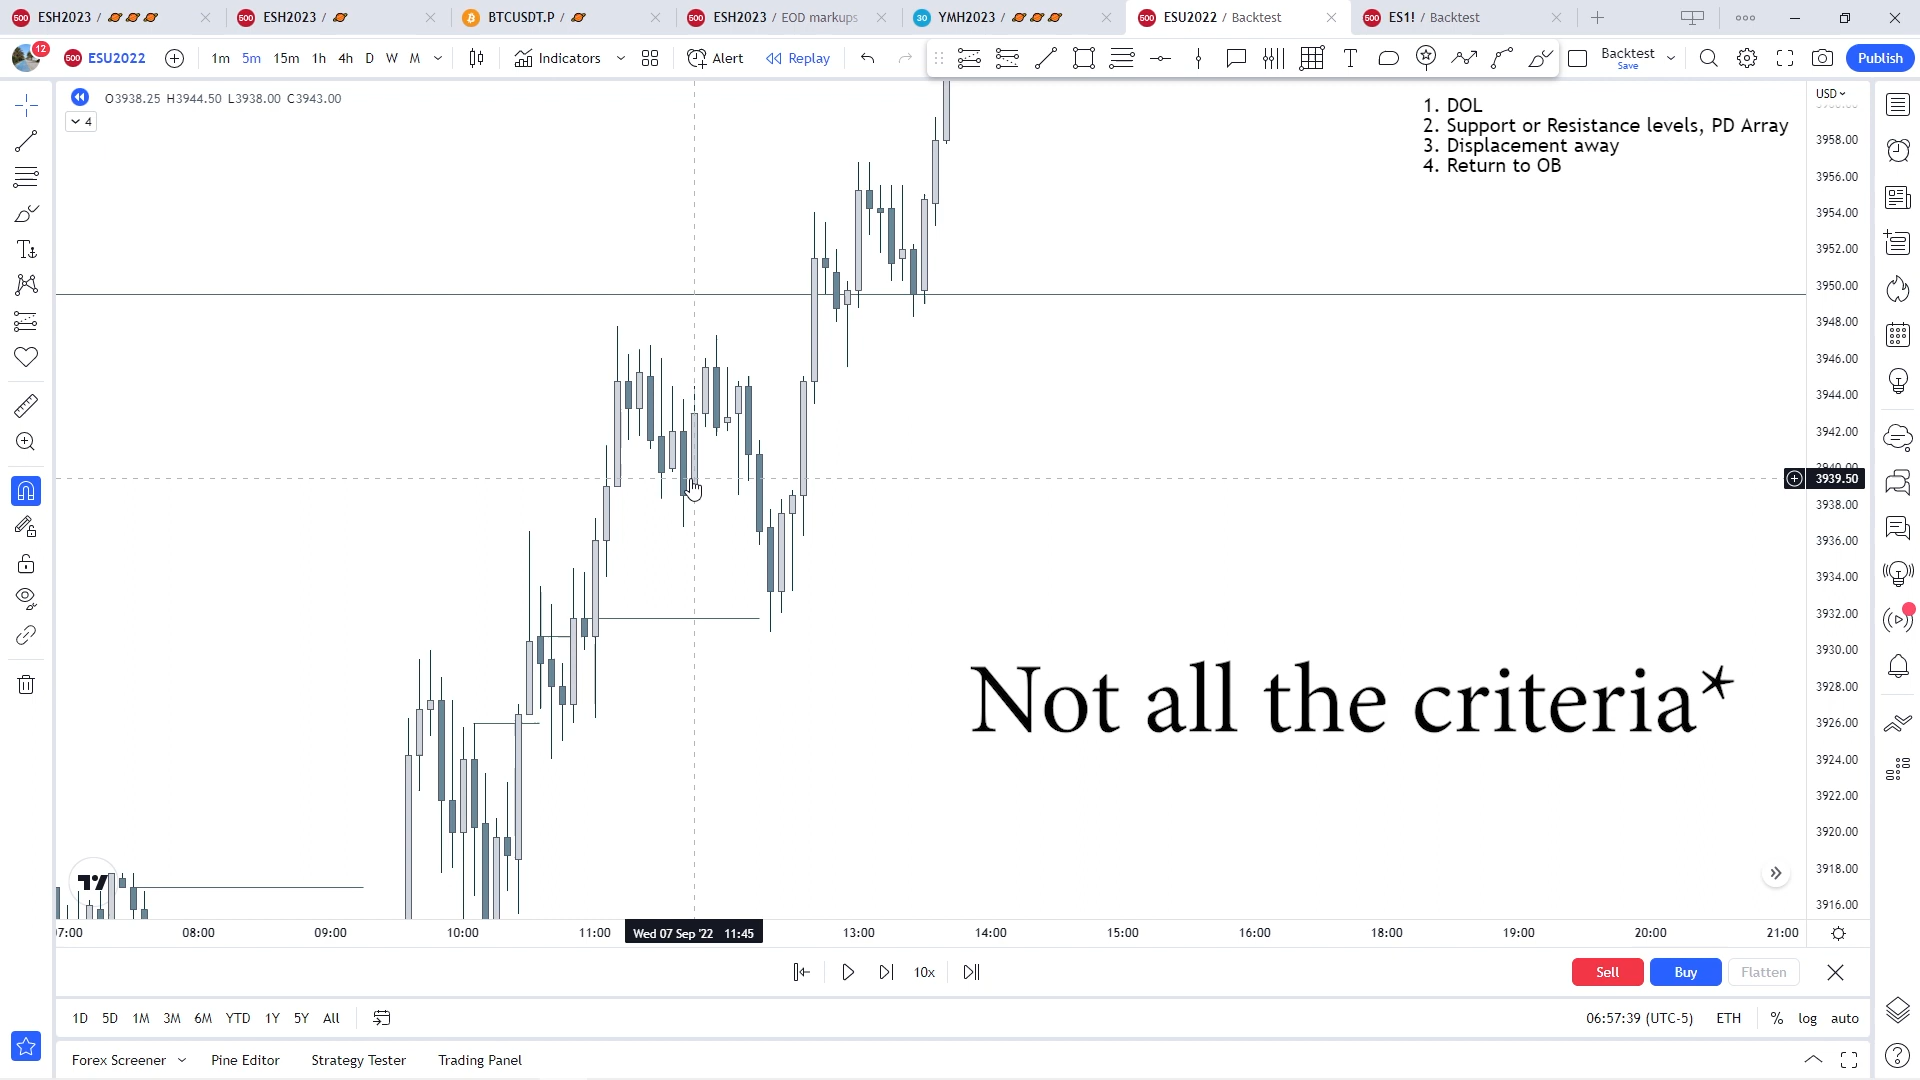 ESH2023 /
ESH2023 /
BTCUSDT.P /
ESH2023 / EOD markups
YMH2023 /
ESU2022 / Backtest
ES1! / Backtest
12
500 ESU2022
1m 5m 15m 1h 4h D W M
Indicators
Alert
Replay
Backtest
Save
Publish
O3938.25 H3944.50 L3938.00 C3943.00
4
USD
1. DOL
2. Support or Resistance levels, PD Array
3. Displacement away
4. Return to OB
3958.00
3956.00
3954.00
3952.00
3950.00
3948.00
3946.00
3944.00
3942.00
3940.00
3939.50
3938.00
3936.00
3934.00
3932.00
3930.00
3928.00
3926.00
3924.00
3922.00
3920.00
3918.00
3916.00
Not all the criteria*
08:00 09:00 10:00 11:00 Wed 07 Sep '22 11:45 13:00 14:00 15:00 16:00 17:00 18:00 19:00 20:00 21:00
10x
Sell Buy Flatten
1D 5D 1M 3M 6M YTD 1Y 5Y All
06:57:39 (UTC-5) ETH % log auto
Forex Screener Pine Editor Strategy Tester Trading Panel